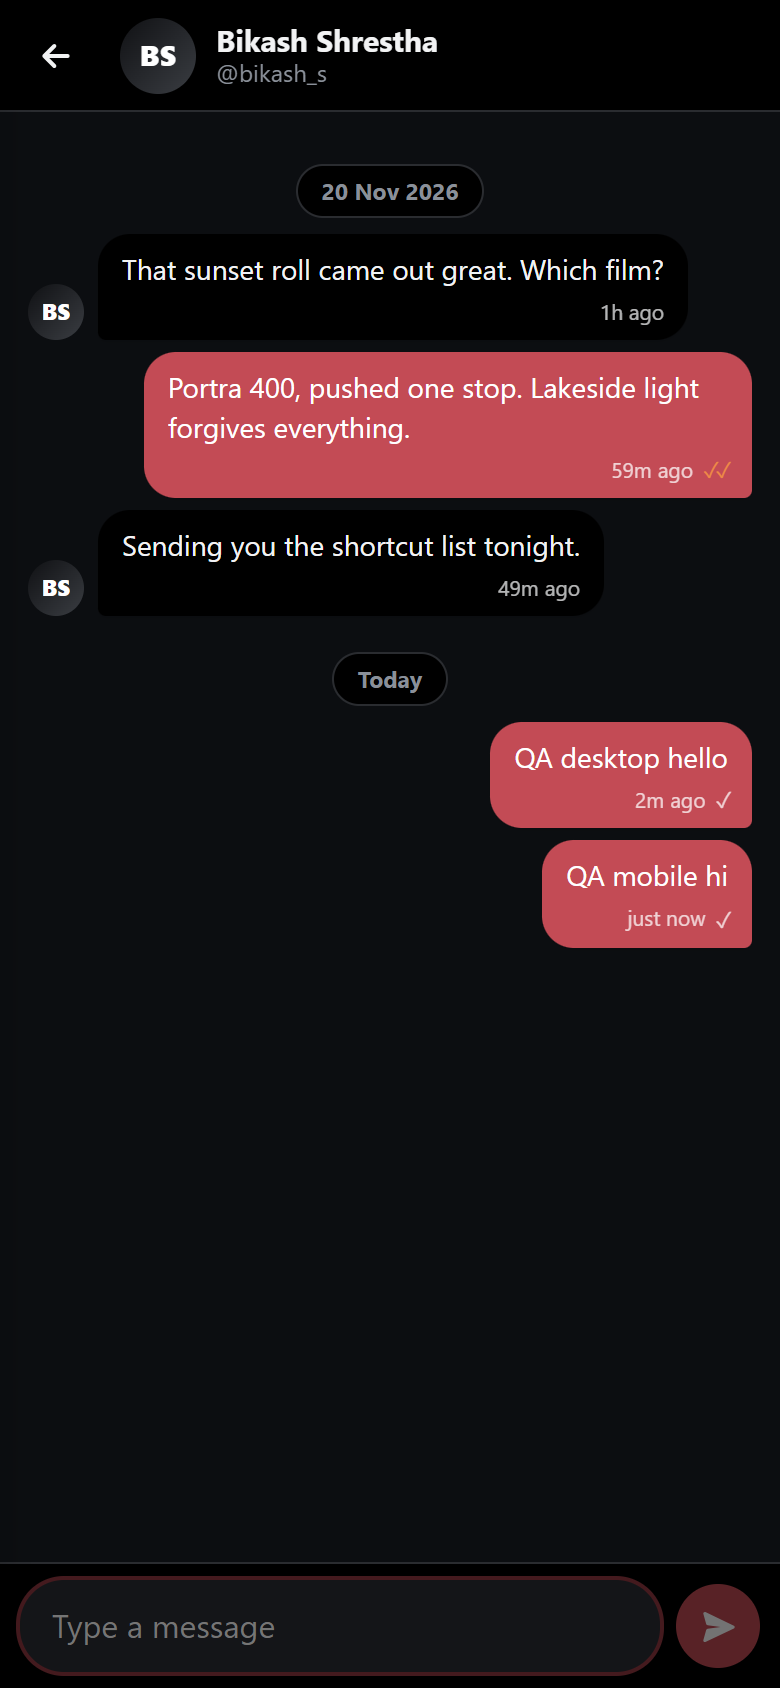 BS
Bikash Shrestha
@bikash_s
20 Nov 2026
That sunset roll came out great. Which film?
1h ago
BS
Portra 400, pushed one stop. Lakeside light
forgives everything.
59m ago ✓✓
Sending you the shortcut list tonight.
49m ago
BS
Today
QA desktop hello
2m ago ✓
QA mobile hi
just now ✓
Type a message